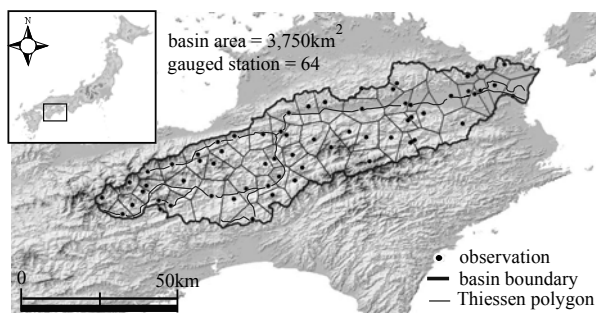 N
basin area = 3,750km²
gauged station = 64
observation
basin boundary
Thiessen polygon
0
50km